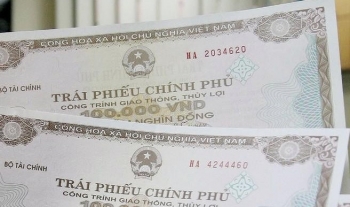 CỘNG HÒA XÃ HỘI CHỦ NGHĨA VIỆT NAM
HA 2034620
BỘ TÀI CHÍNH
TRÁI PHIẾU CHÍNH PHỦ
CÔNG TRÌNH GIAO THÔNG, THỦY LỢI
100.000 VND
NGHÌN ĐỒNG
CỘNG HÒA XÃ HỘI CHỦ NGHĨA VIỆT NAM
HA 4244460
BỘ TÀI CHÍNH
TRÁI PHIẾU CHÍNH PHỦ
CÔNG TRÌNH GIAO THÔNG, THỦY LỢI